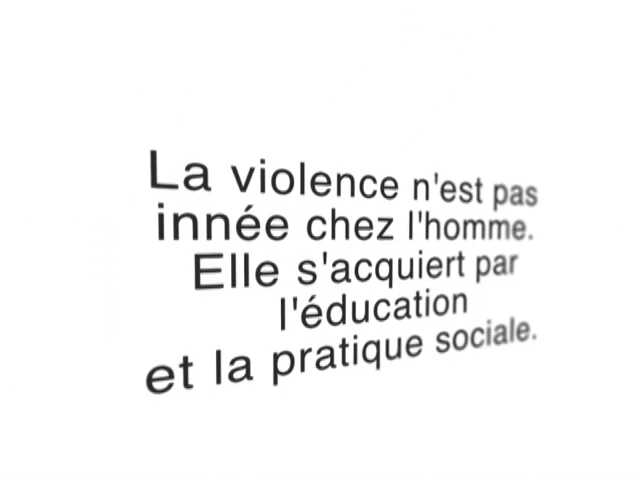 La violence n'est pas
innée chez l'homme.
Elle s'acquiert par
l'éducation
et la pratique sociale.